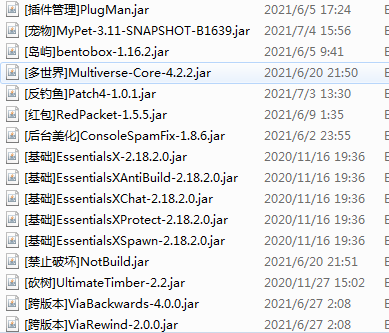 [插件管理]PlugMan.jar 2021/6/5 17:24
[宠物]MyPet-3.11-SNAPSHOT-B1639.jar 2021/7/4 15:56
[岛屿]bentobox-1.16.2.jar 2021/6/5 9:41
[多世界]Multiverse-Core-4.2.2.jar 2021/6/20 21:50
[反钓鱼]Patch4-1.0.1.jar 2021/7/3 13:30
[红包]RedPacket-1.5.5.jar 2021/6/9 1:35
[后台美化]ConsoleSpamFix-1.8.6.jar 2021/6/2 23:55
[基础]EssentialsX-2.18.2.0.jar 2020/11/16 19:36
[基础]EssentialsXAntiBuild-2.18.2.0.jar 2020/11/16 19:36
[基础]EssentialsXChat-2.18.2.0.jar 2020/11/16 19:36
[基础]EssentialsXProtect-2.18.2.0.jar 2020/11/16 19:36
[基础]EssentialsXSpawn-2.18.2.0.jar 2020/11/16 19:36
[禁止破坏]NotBuild.jar 2021/6/20 21:51
[砍树]UltimateTimber-2.2.jar 2020/11/27 15:02
[跨版本]ViaBackwards-4.0.0.jar 2021/6/27 2:08
[跨版本]ViaRewind-2.0.0.jar 2021/6/27 2:08